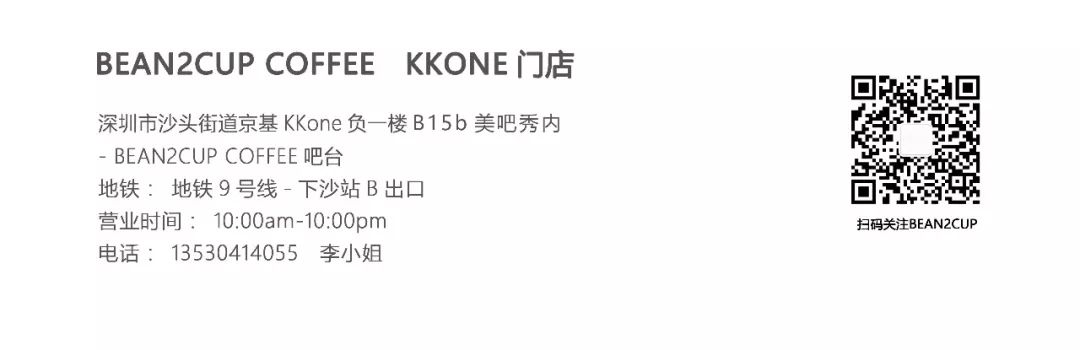 BEAN2CUP COFFEE KKONE 门店
深圳市沙头街道京基 KKone 负一楼 B15b 美吧秀内
- BEAN2CUP COFFEE 吧台
地铁： 地铁 9 号线 - 下沙站 B 出口
营业时间： 10:00am-10:00pm
电话： 13530414055 李小姐
扫码关注BEAN2CUP